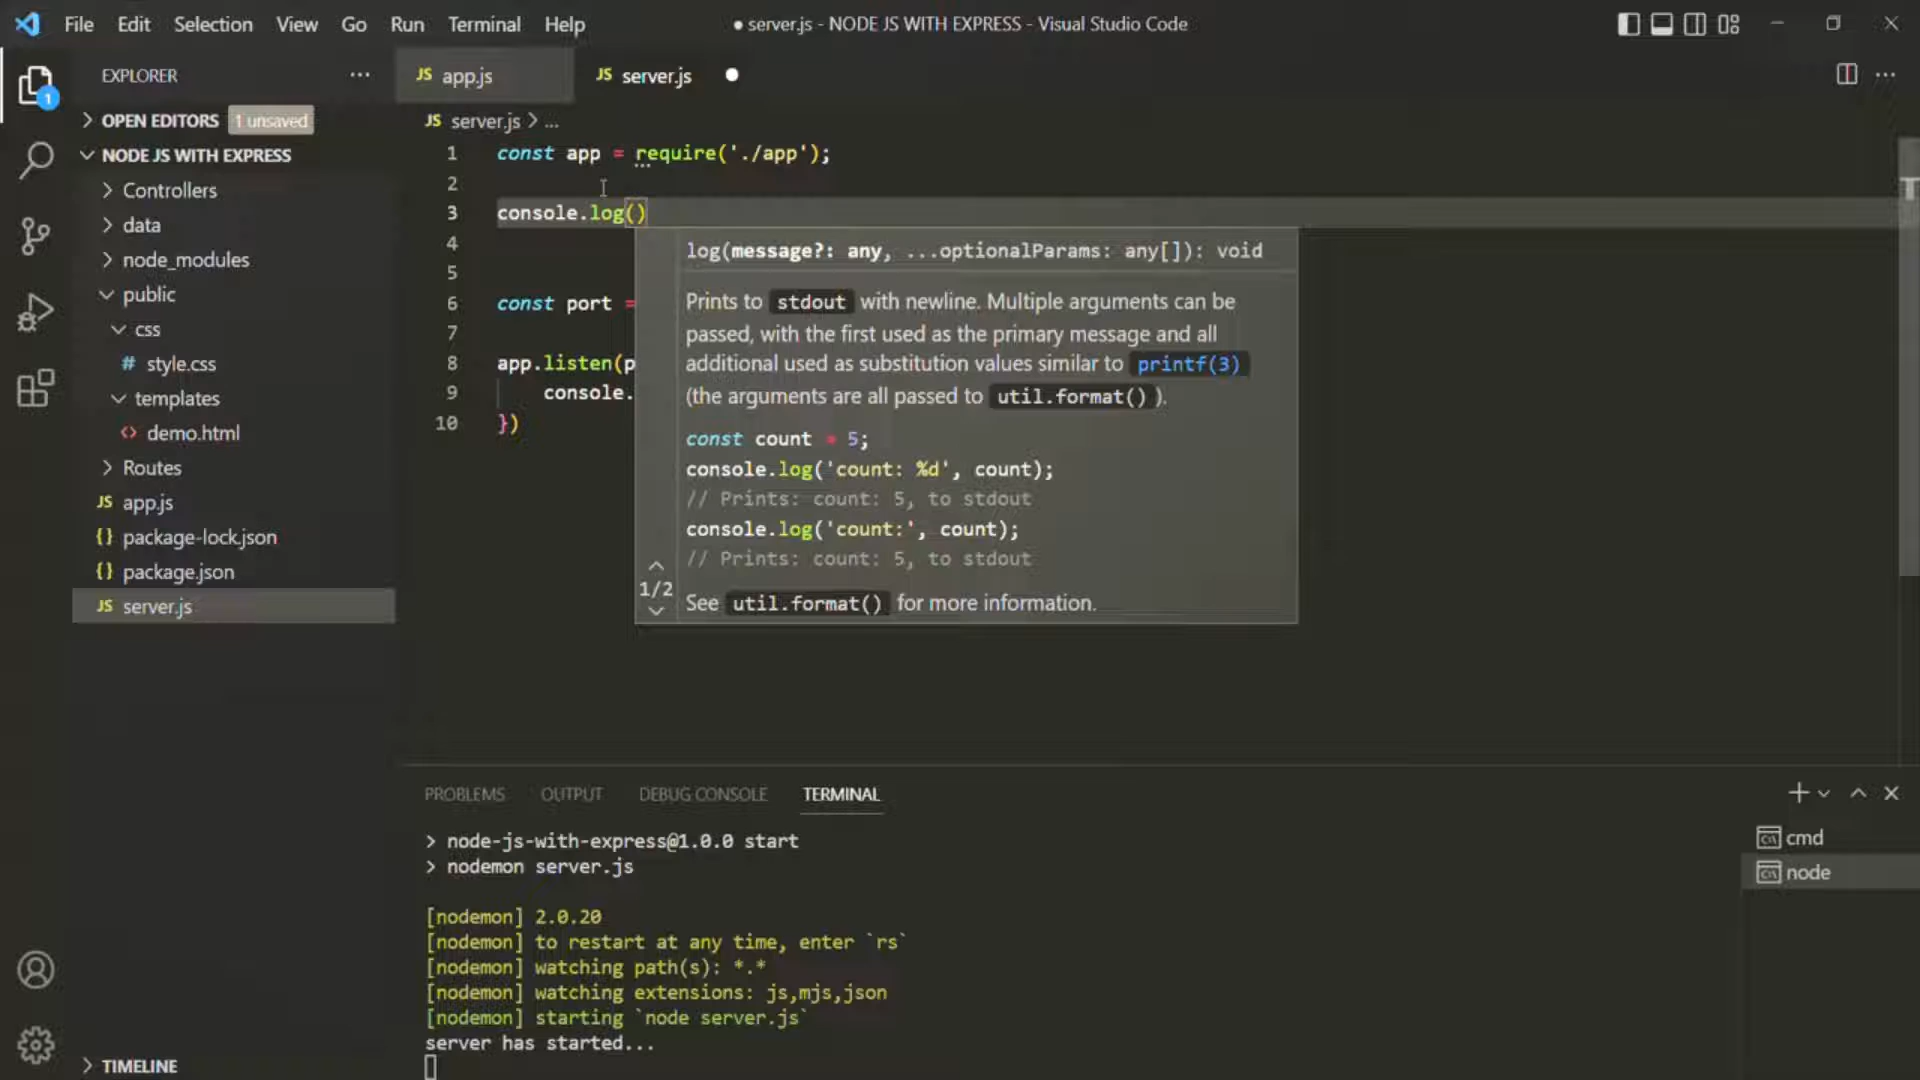 File Edit Selection View Go Run Terminal Help
● server.js - NODE JS WITH EXPRESS - Visual Studio Code
EXPLORER
1
OPEN EDITORS 1 unsaved
NODE JS WITH EXPRESS
Controllers
data
node_modules
public
css
# style.css
templates
<> demo.html
Routes
JS app.js
{} package-lock.json
{} package.json
JS server.js
TIMELINE
JS app.js
JS server.js
JS server.js > ...
1 const app = require('./app');
2
3 console.log()
4
5
6 const port =
7
8 app.listen(p
9 console.
10 })
log(message?: any, ...optionalParams: any[]): void
Prints to stdout with newline. Multiple arguments can be
passed, with the first used as the primary message and all
additional used as substitution values similar to printf(3)
(the arguments are all passed to util.format()).
const count = 5;
console.log('count: %d', count);
// Prints: count: 5, to stdout
console.log('count:', count);
// Prints: count: 5, to stdout
1/2
See util.format() for more information.
PROBLEMS OUTPUT DEBUG CONSOLE TERMINAL
> node-js-with-express@1.0.0 start
> nodemon server.js
[nodemon] 2.0.20
[nodemon] to restart at any time, enter `rs`
[nodemon] watching path(s): *.*
[nodemon] watching extensions: js,mjs,json
[nodemon] starting `node server.js`
server has started...
cmd
node